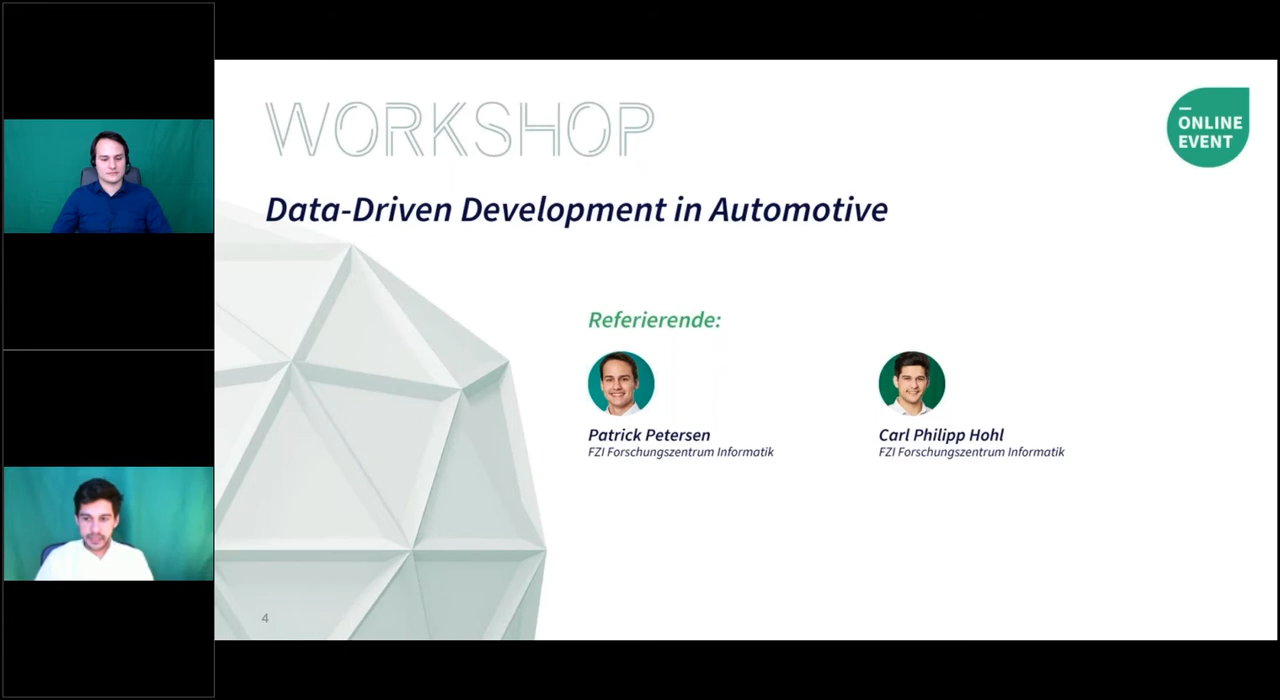 WORKSHOP
ONLINE
EVENT
Data-Driven Development in Automotive
Referierende:
Patrick Petersen
FZI Forschungszentrum Informatik
Carl Philipp Hohl
FZI Forschungszentrum Informatik
4